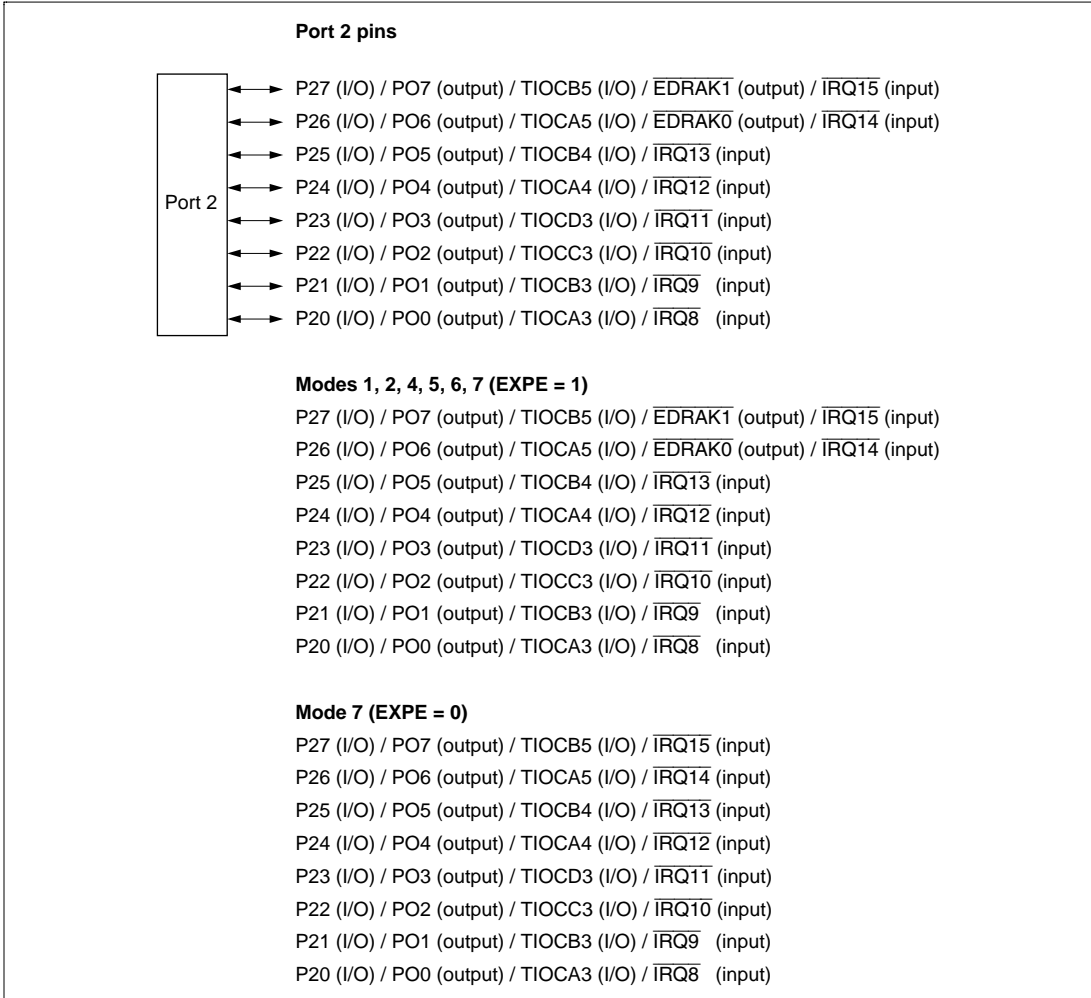 Port 2 pins
Port 2
P27 (I/O) / PO7 (output) / TIOCB5 (I/O) / EDRAK1 (output) / IRQ15 (input)
P26 (I/O) / PO6 (output) / TIOCA5 (I/O) / EDRAK0 (output) / IRQ14 (input)
P25 (I/O) / PO5 (output) / TIOCB4 (I/O) / IRQ13 (input)
P24 (I/O) / PO4 (output) / TIOCA4 (I/O) / IRQ12 (input)
P23 (I/O) / PO3 (output) / TIOCD3 (I/O) / IRQ11 (input)
P22 (I/O) / PO2 (output) / TIOCC3 (I/O) / IRQ10 (input)
P21 (I/O) / PO1 (output) / TIOCB3 (I/O) / IRQ9 (input)
P20 (I/O) / PO0 (output) / TIOCA3 (I/O) / IRQ8 (input)
Modes 1, 2, 4, 5, 6, 7 (EXPE = 1)
P27 (I/O) / PO7 (output) / TIOCB5 (I/O) / EDRAK1 (output) / IRQ15 (input)
P26 (I/O) / PO6 (output) / TIOCA5 (I/O) / EDRAK0 (output) / IRQ14 (input)
P25 (I/O) / PO5 (output) / TIOCB4 (I/O) / IRQ13 (input)
P24 (I/O) / PO4 (output) / TIOCA4 (I/O) / IRQ12 (input)
P23 (I/O) / PO3 (output) / TIOCD3 (I/O) / IRQ11 (input)
P22 (I/O) / PO2 (output) / TIOCC3 (I/O) / IRQ10 (input)
P21 (I/O) / PO1 (output) / TIOCB3 (I/O) / IRQ9 (input)
P20 (I/O) / PO0 (output) / TIOCA3 (I/O) / IRQ8 (input)
Mode 7 (EXPE = 0)
P27 (I/O) / PO7 (output) / TIOCB5 (I/O) / IRQ15 (input)
P26 (I/O) / PO6 (output) / TIOCA5 (I/O) / IRQ14 (input)
P25 (I/O) / PO5 (output) / TIOCB4 (I/O) / IRQ13 (input)
P24 (I/O) / PO4 (output) / TIOCA4 (I/O) / IRQ12 (input)
P23 (I/O) / PO3 (output) / TIOCD3 (I/O) / IRQ11 (input)
P22 (I/O) / PO2 (output) / TIOCC3 (I/O) / IRQ10 (input)
P21 (I/O) / PO1 (output) / TIOCB3 (I/O) / IRQ9 (input)
P20 (I/O) / PO0 (output) / TIOCA3 (I/O) / IRQ8 (input)